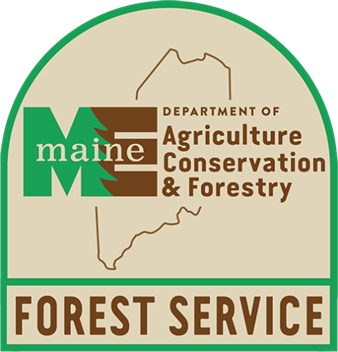 ME
maine
DEPARTMENT OF
Agriculture
Conservation
& Forestry
FOREST SERVICE